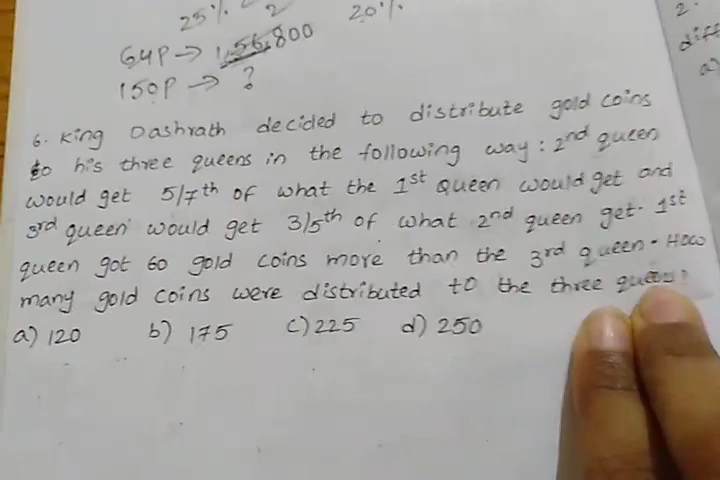 25%
2
20%
64P → 1,56,800
150P → ?
2.
diff
a)
6. King Dashrath decided to distribute gold coins
to his three queens in the following way: 2nd queen
would get 5/7th of what the 1st queen would get and
3rd queen would get 3/5th of what 2nd queen get. 1st
queen got 60 gold coins more than the 3rd queen. How
many gold coins were distributed to the three queens?
a) 120 b) 175 c) 225 d) 250